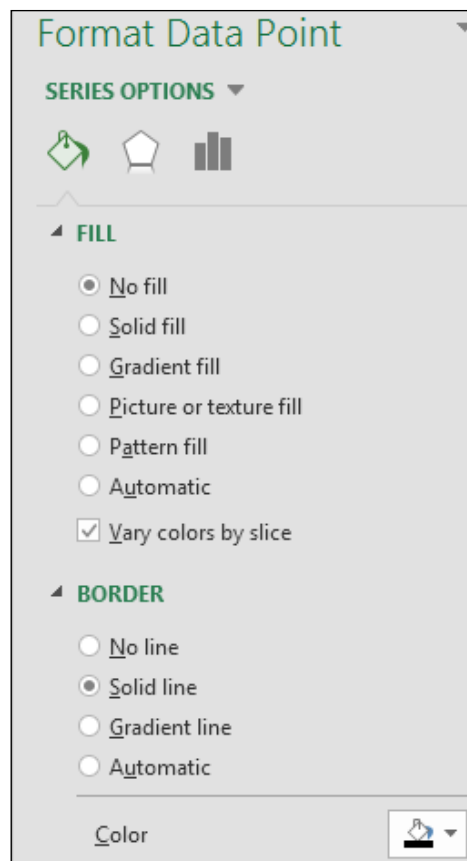 Format Data Point
SERIES OPTIONS
FILL
No fill
Solid fill
Gradient fill
Picture or texture fill
Pattern fill
Automatic
Vary colors by slice
BORDER
No line
Solid line
Gradient line
Automatic
Color